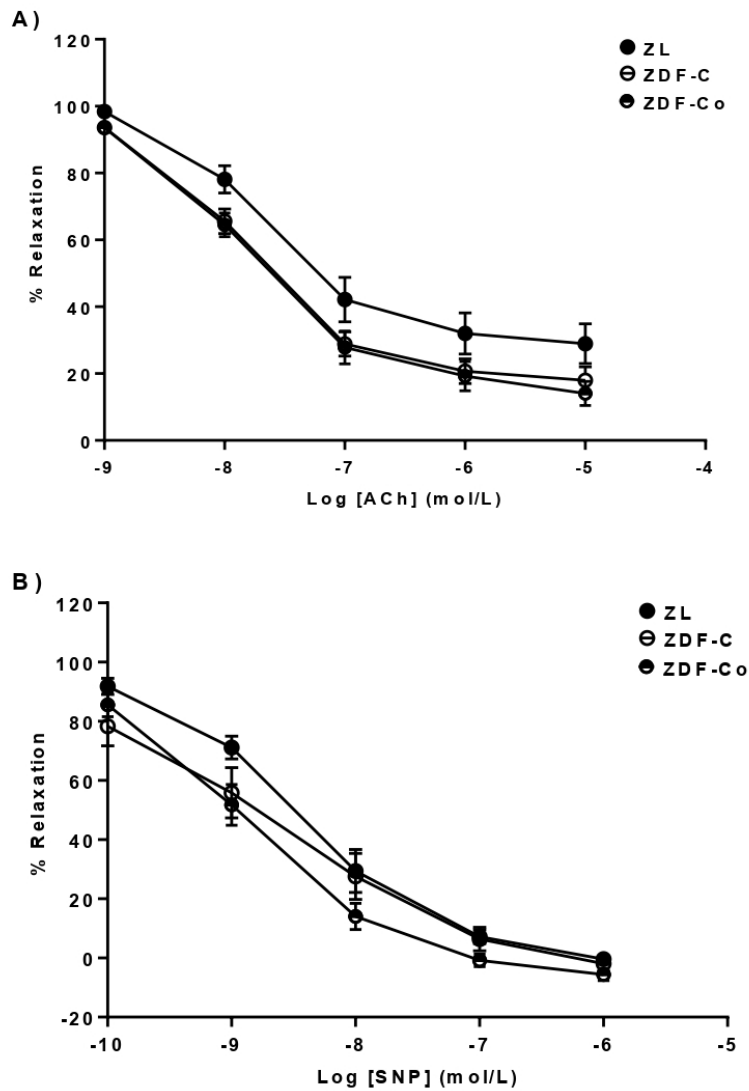 A)
120
100
80
60
40
20
0
% Relaxation
-9 -8 -7 -6 -5 -4
Log [ACh] (mol/L)
ZL
ZDF-C
ZDF-Co
B)
120
100
80
60
40
20
0
-20
% Relaxation
-10 -9 -8 -7 -6 -5
Log [SNP] (mol/L)
ZL
ZDF-C
ZDF-Co